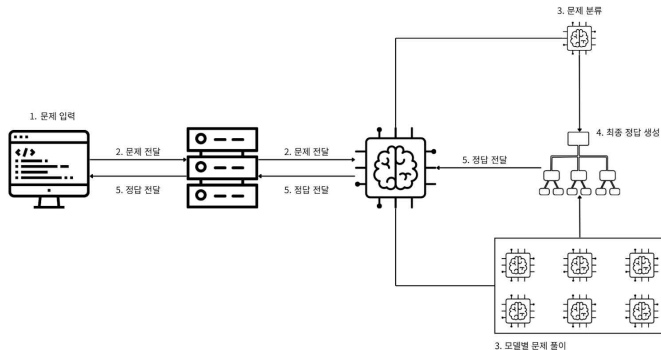 3. 문제 분류
1. 문제 입력
4. 최종 정답 생성
2. 문제 전달
2. 문제 전달
5. 정답 전달
5. 정답 전달
5. 정답 전달
3. 모델별 문제 풀이